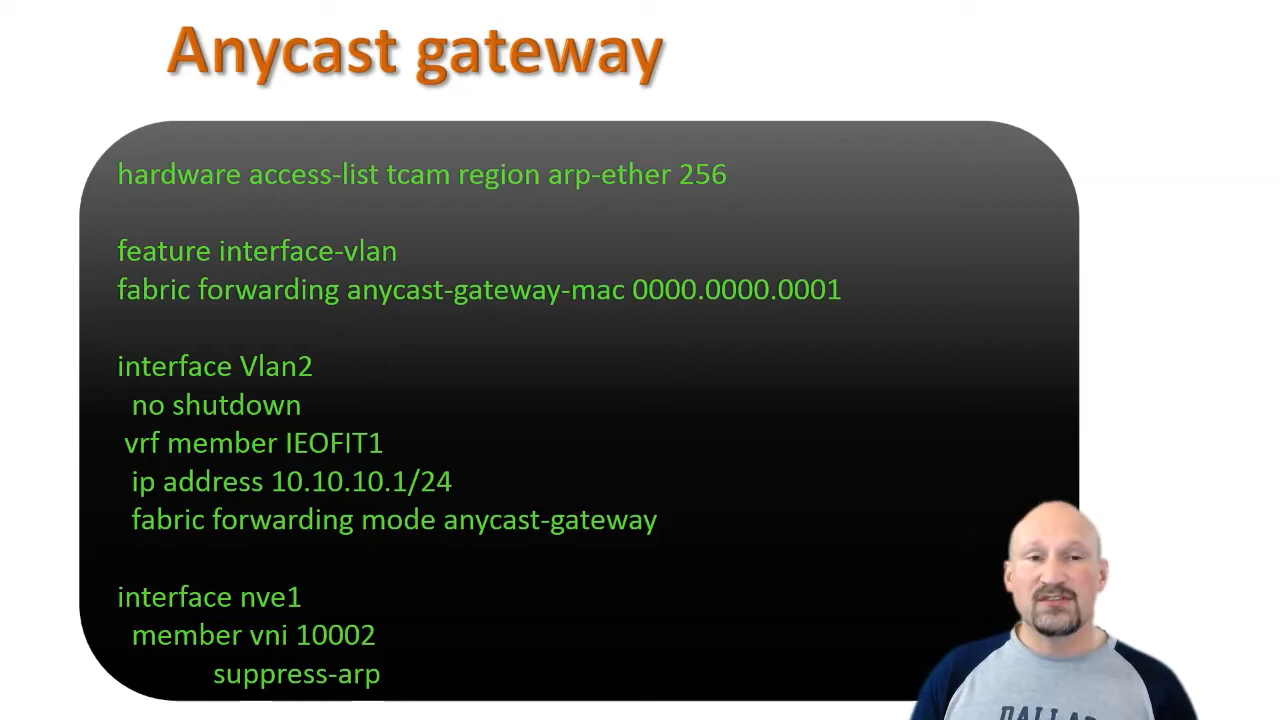 Anycast gateway
hardware access-list tcam region arp-ether 256
feature interface-vlan
fabric forwarding anycast-gateway-mac 0000.0000.0001
interface Vlan2
no shutdown
vrf member IEOFIT1
ip address 10.10.10.1/24
fabric forwarding mode anycast-gateway
interface nve1
member vni 10002
suppress-arp